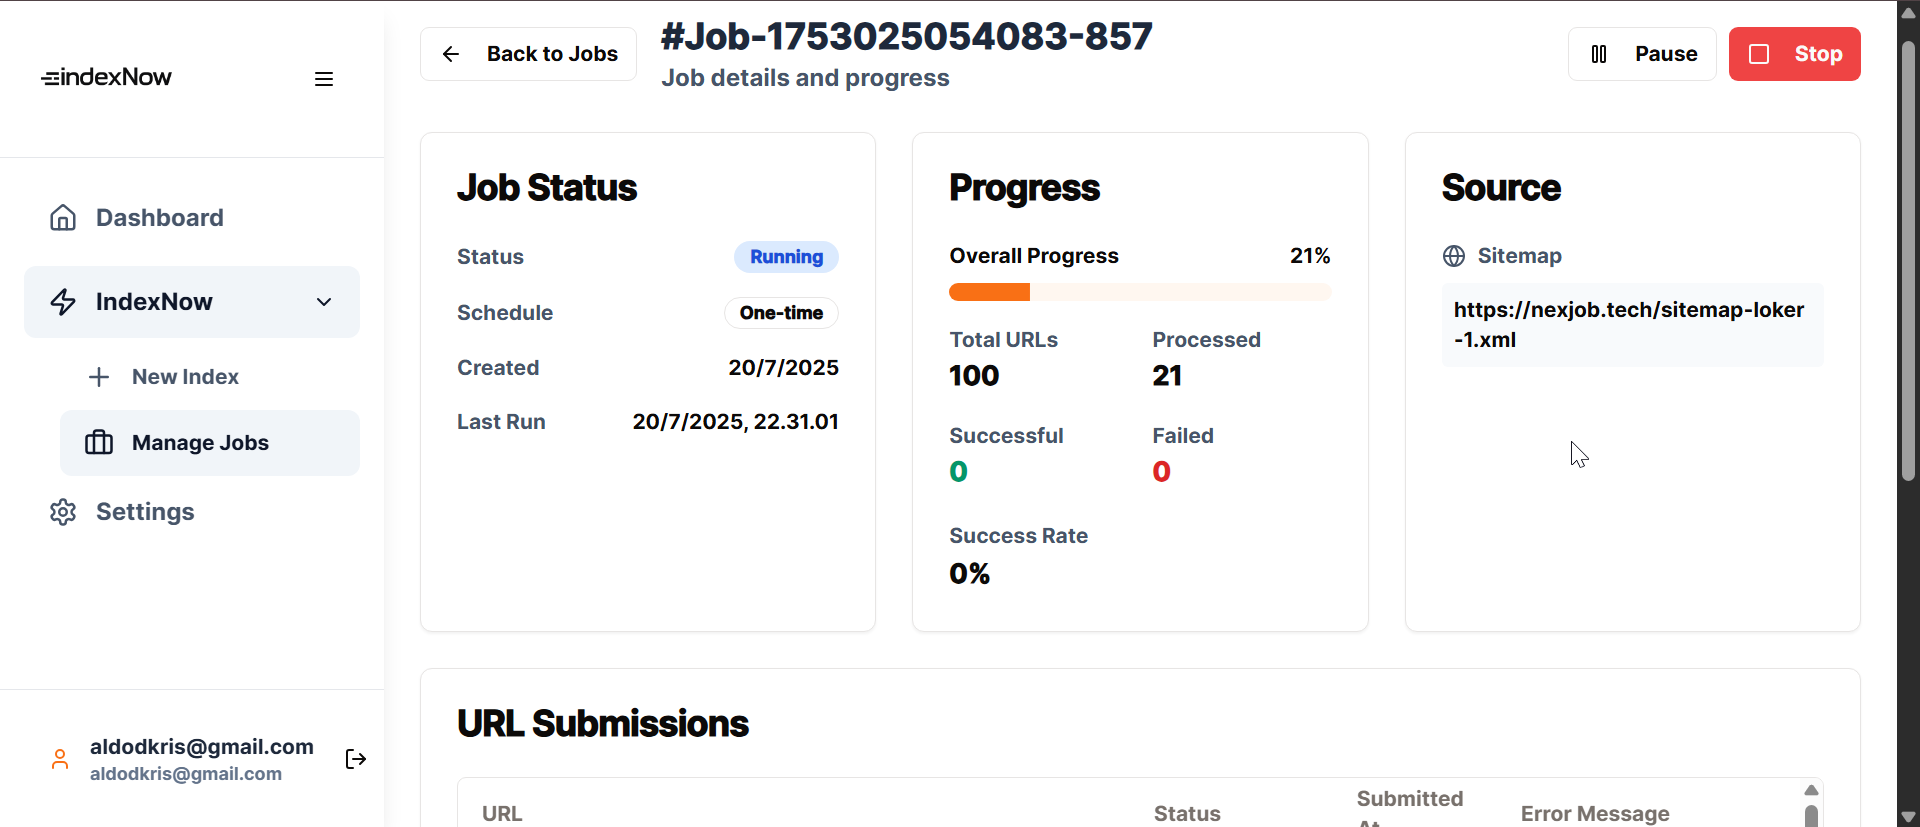 indexNow
Dashboard
IndexNow
New Index
Manage Jobs
Settings
aldodkris@gmail.com
aldodkris@gmail.com
Back to Jobs
#Job-1753025054083-857
Job details and progress
Pause
Stop
Job Status
Status Running
Schedule One-time
Created 20/7/2025
Last Run 20/7/2025, 22.31.01
Progress
Overall Progress 21%
Total URLs Processed
100 21
Successful Failed
0 0
Success Rate
0%
Source
Sitemap
https://nexjob.tech/sitemap-loker
-1.xml
URL Submissions
URL Status Submitted Error Message
At